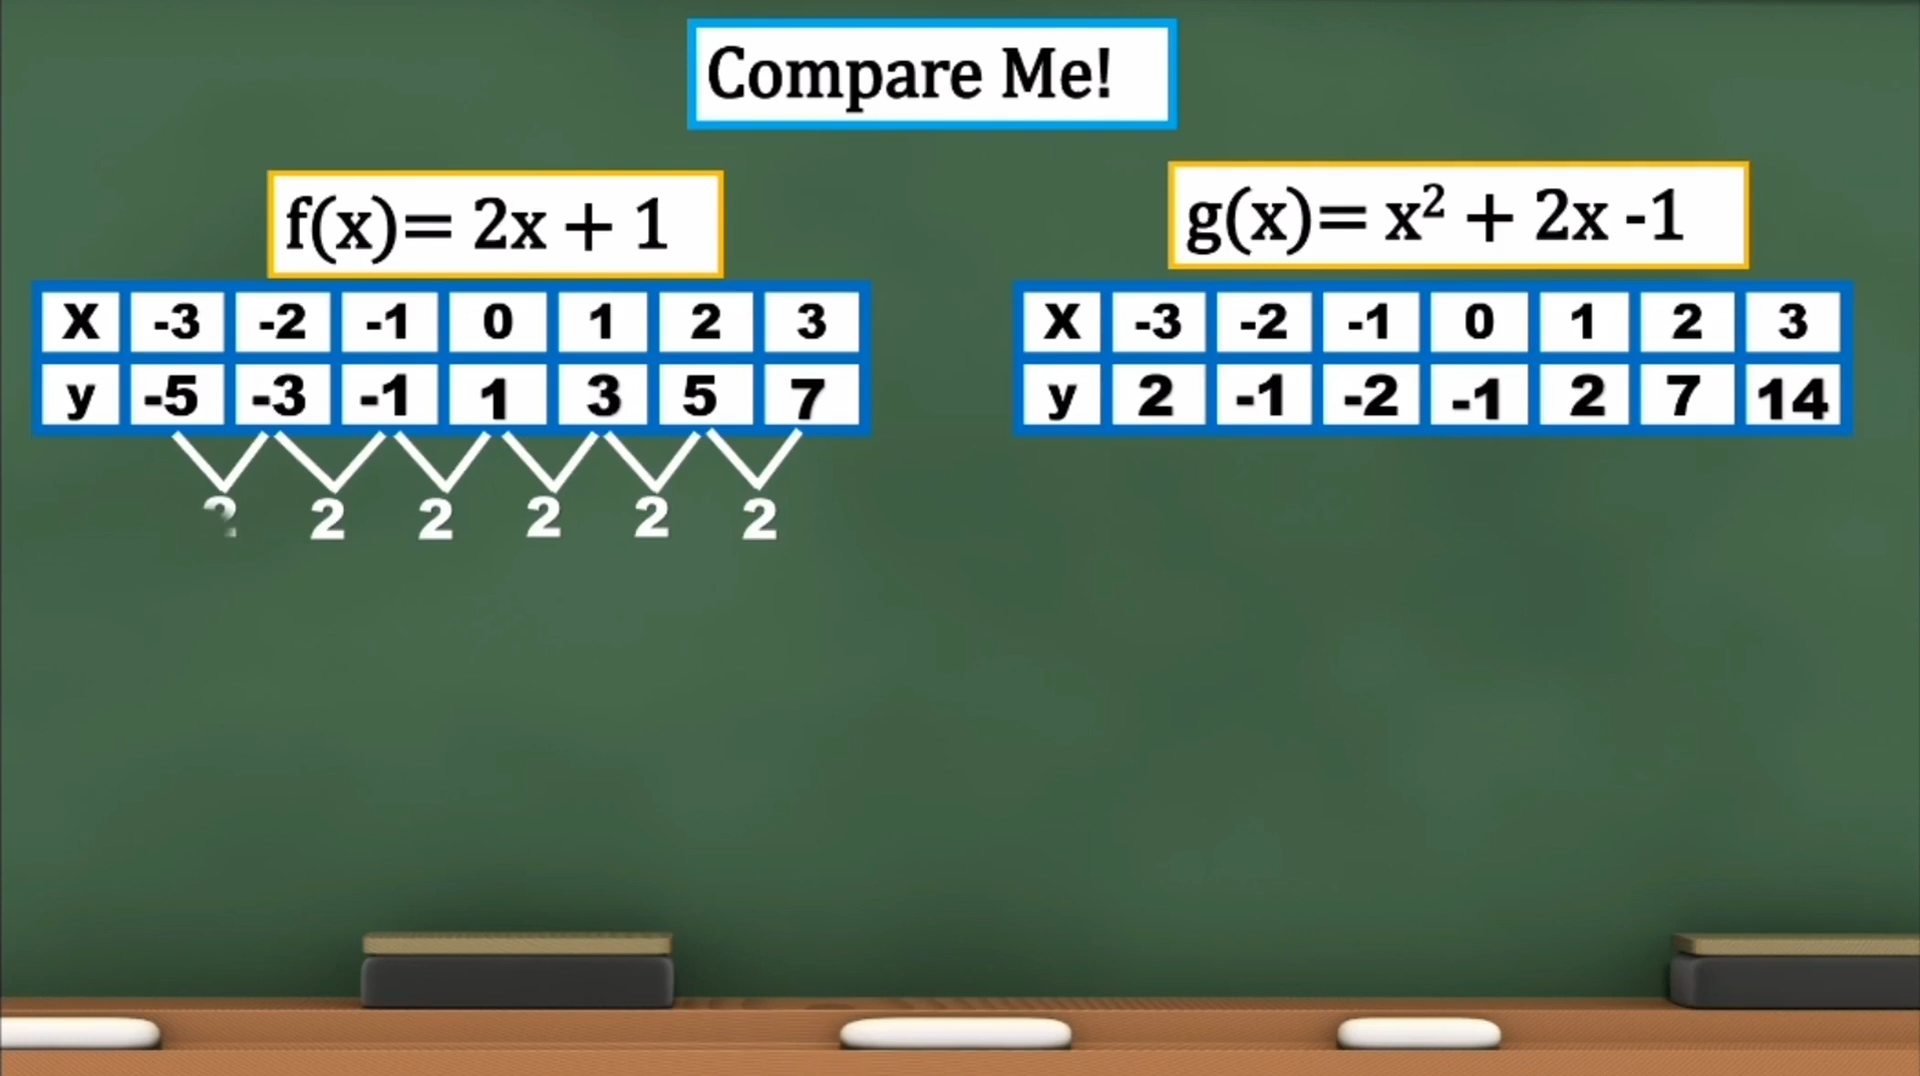 Compare Me!
f(x)= 2x + 1
X -3 -2 -1 0 1 2 3
y -5 -3 -1 1 3 5 7
2 2 2 2 2
g(x)= x² + 2x -1
X -3 -2 -1 0 1 2 3
y 2 -1 -2 -1 2 7 14